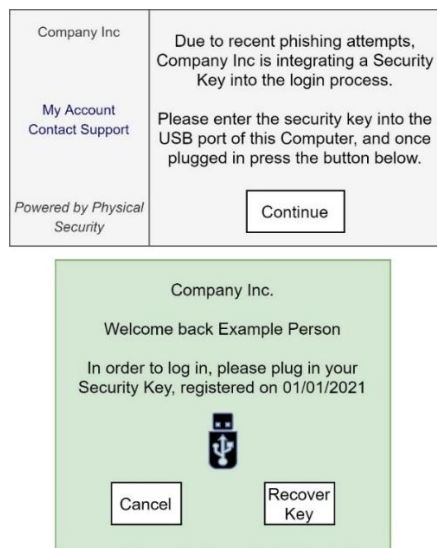 Company Inc
My Account
Contact Support
Powered by Physical
Security
Due to recent phishing attempts,
Company Inc is integrating a Security
Key into the login process.
Please enter the security key into the
USB port of this Computer, and once
plugged in press the button below.
Continue
Company Inc.
Welcome back Example Person
In order to log in, please plug in your
Security Key, registered on 01/01/2021
Cancel
Recover
Key